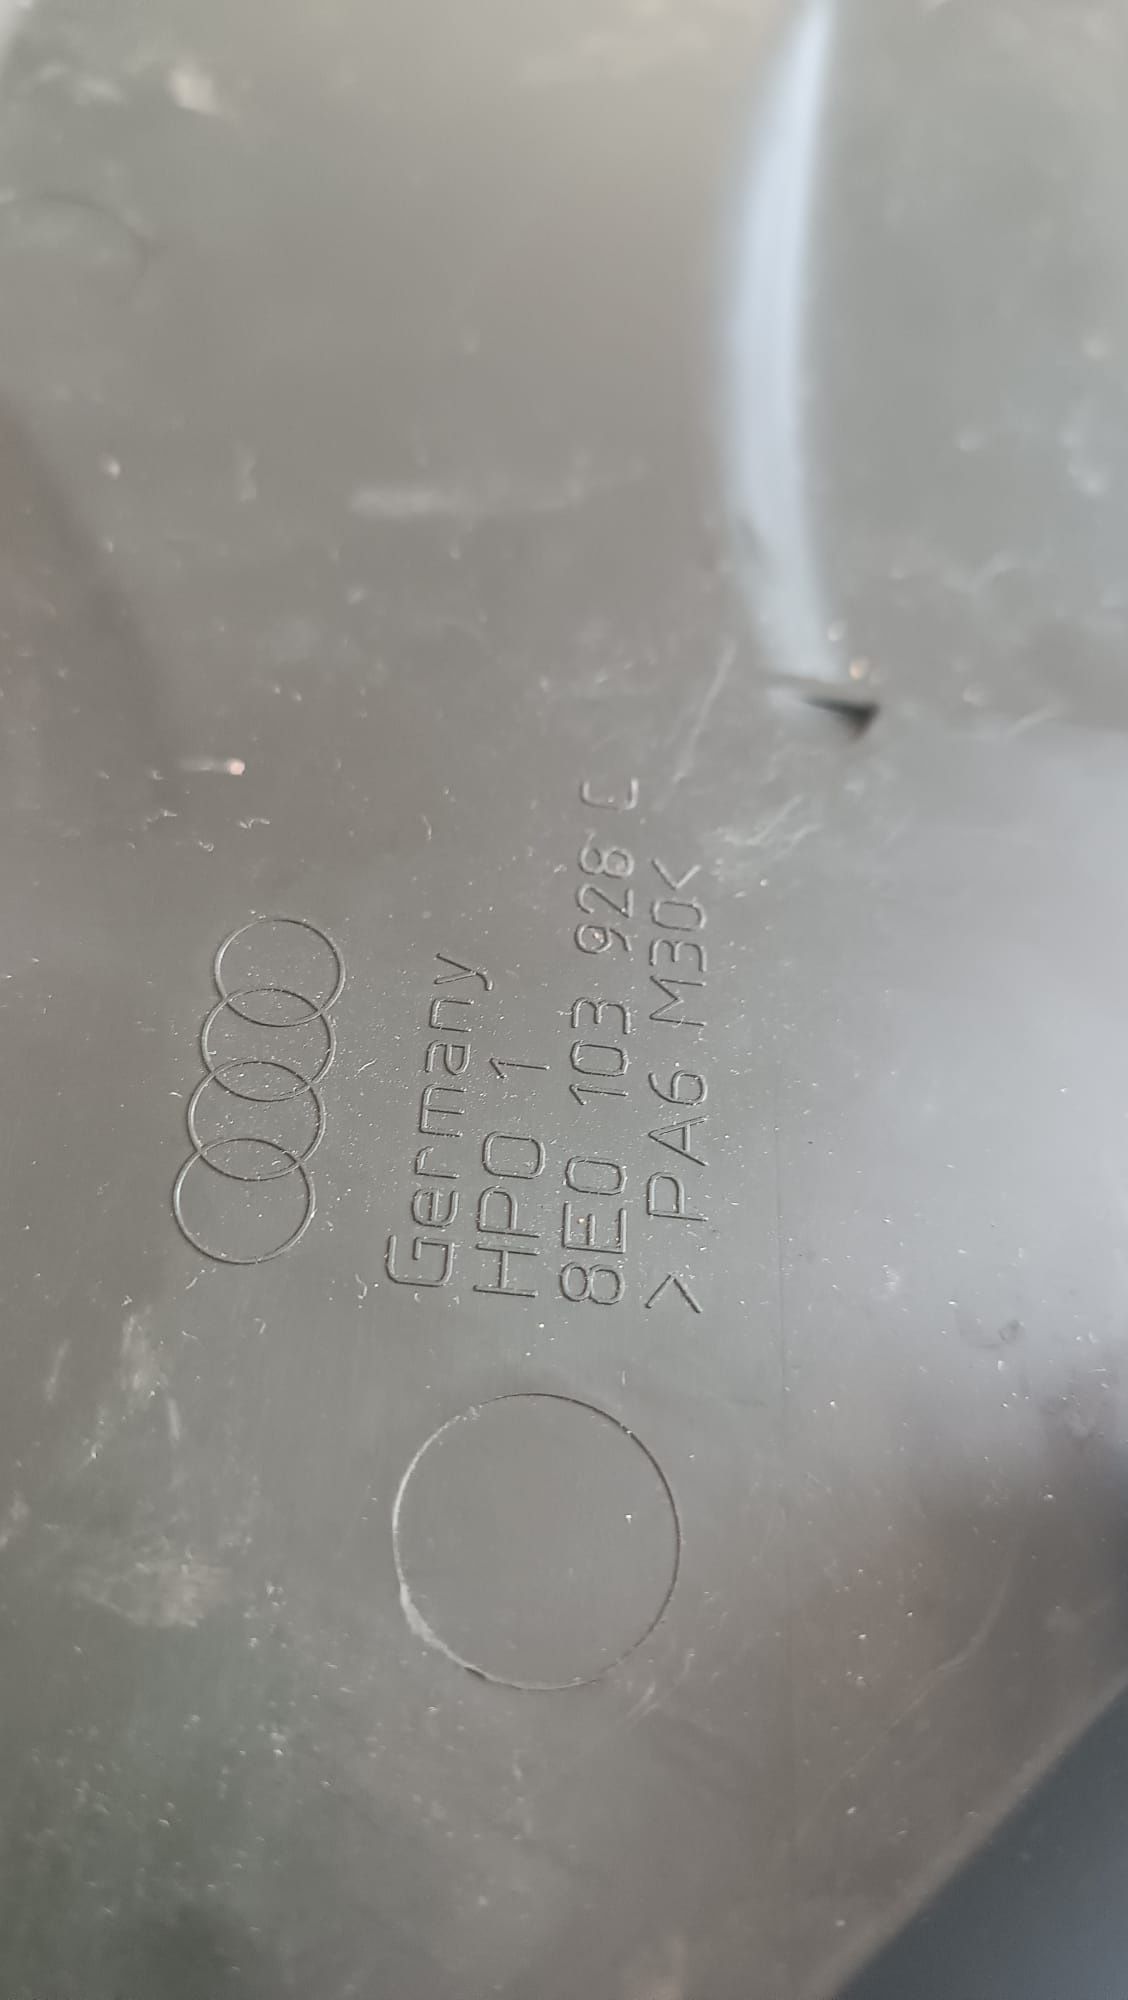 Germany
HPO 1
8E0 103 928 C
> PA6 M30<